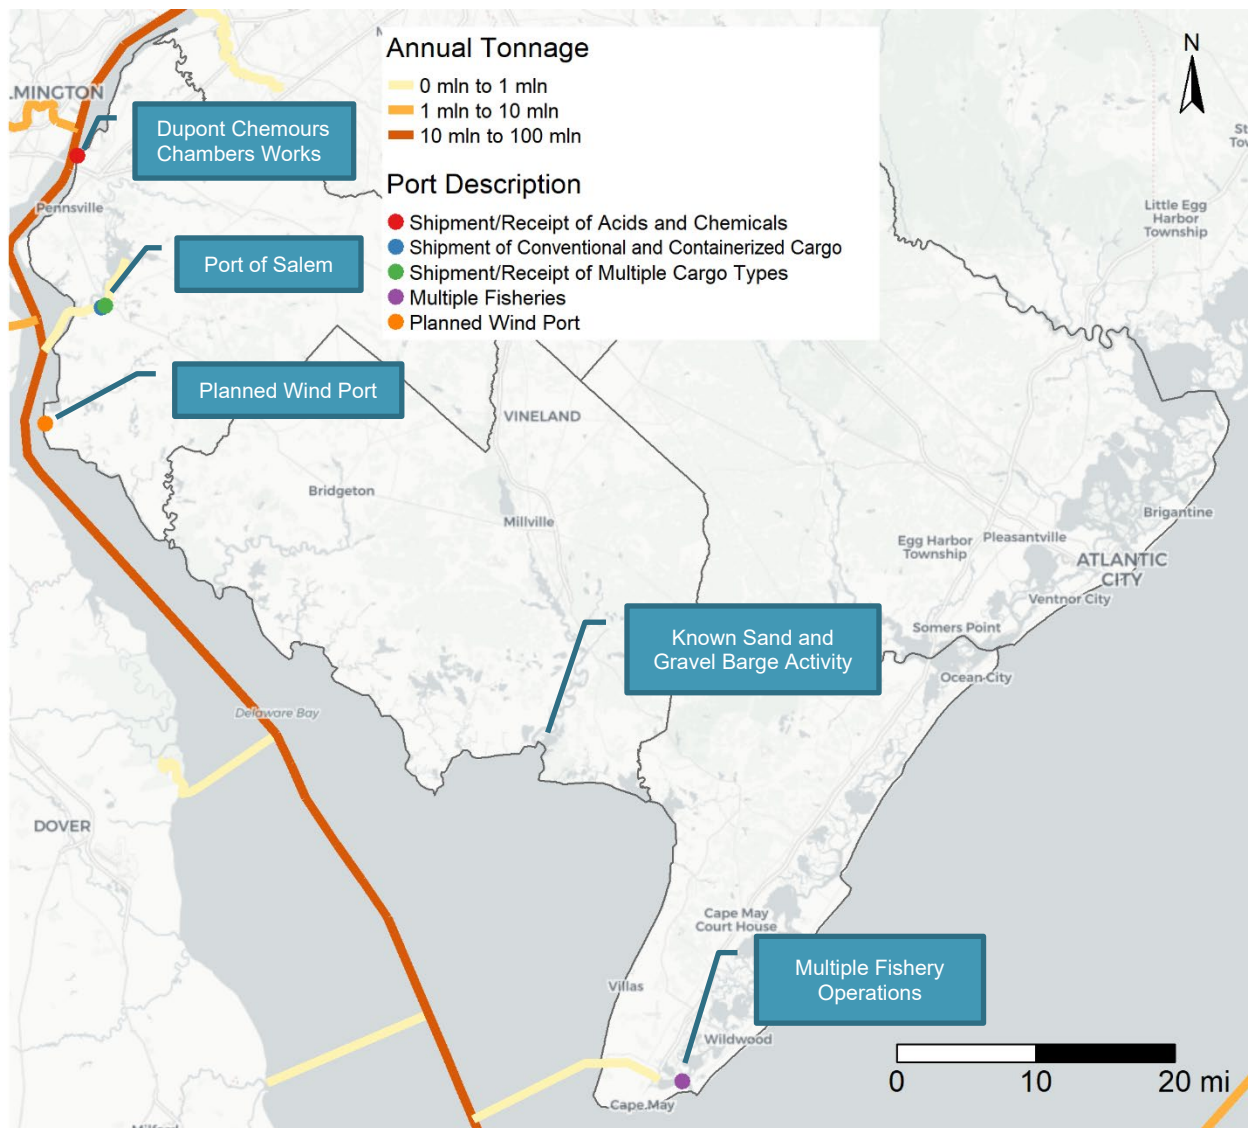 Annual Tonnage
0 mln to 1 mln
1 mln to 10 mln
10 mln to 100 mln
Port Description
Shipment/Receipt of Acids and Chemicals
Shipment of Conventional and Containerized Cargo
Shipment/Receipt of Multiple Cargo Types
Multiple Fisheries
Planned Wind Port
N
LMINGTON
Dupont Chemours
Chambers Works
Pennsville
Port of Salem
Planned Wind Port
Little Egg
Harbor
Township
VINELAND
Bridgeton
Millville
Brigantine
Egg Harbor
Township
Pleasantville
ATLANTIC
CITY
Ventnor City
Somers Point
Ocean City
Known Sand and
Gravel Barge Activity
Delaware Bay
DOVER
Cape May
Court House
Multiple Fishery
Operations
Villas
Wildwood
Cape May
0 10 20 mi